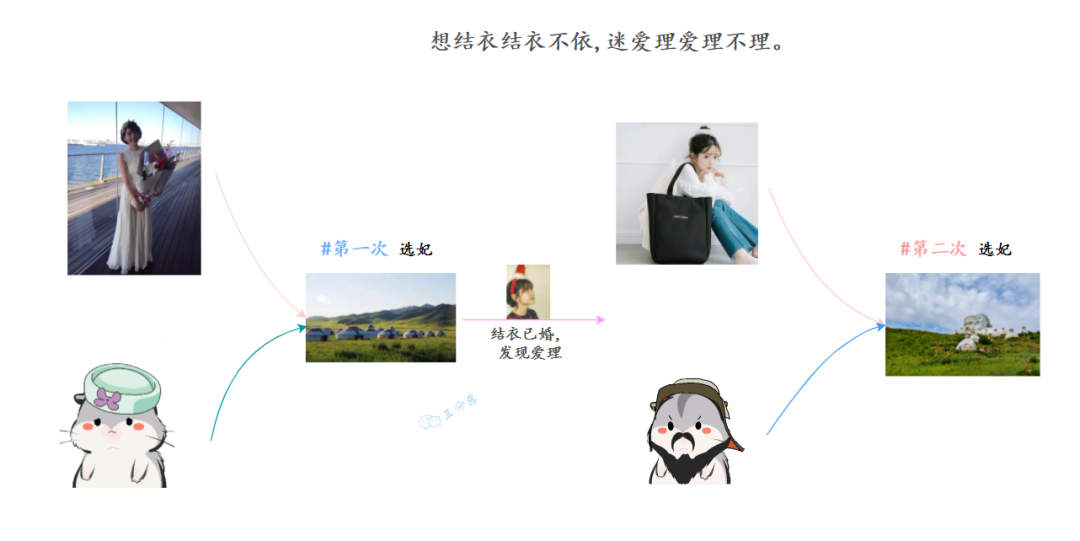 想结衣结衣不依,迷爱理爱理不理。
#第一次 选妃
#第二次 选妃
结衣已婚,
发现爱理
三分恶